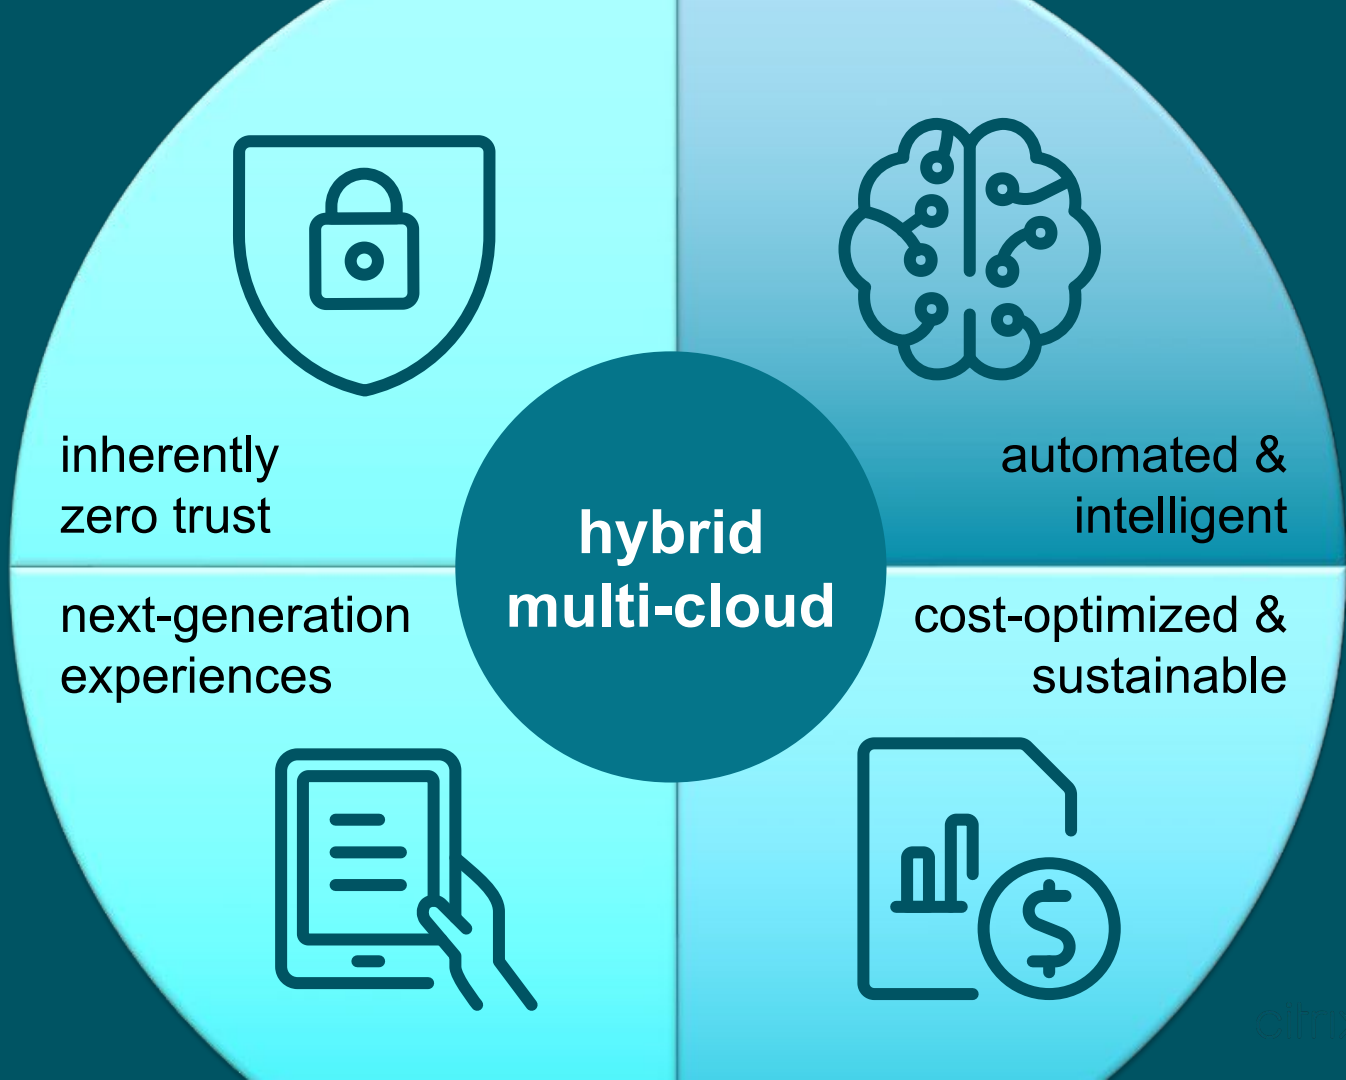 inherently
zero trust
automated &
intelligent
hybrid
multi-cloud
next-generation
experiences
cost-optimized &
sustainable
$